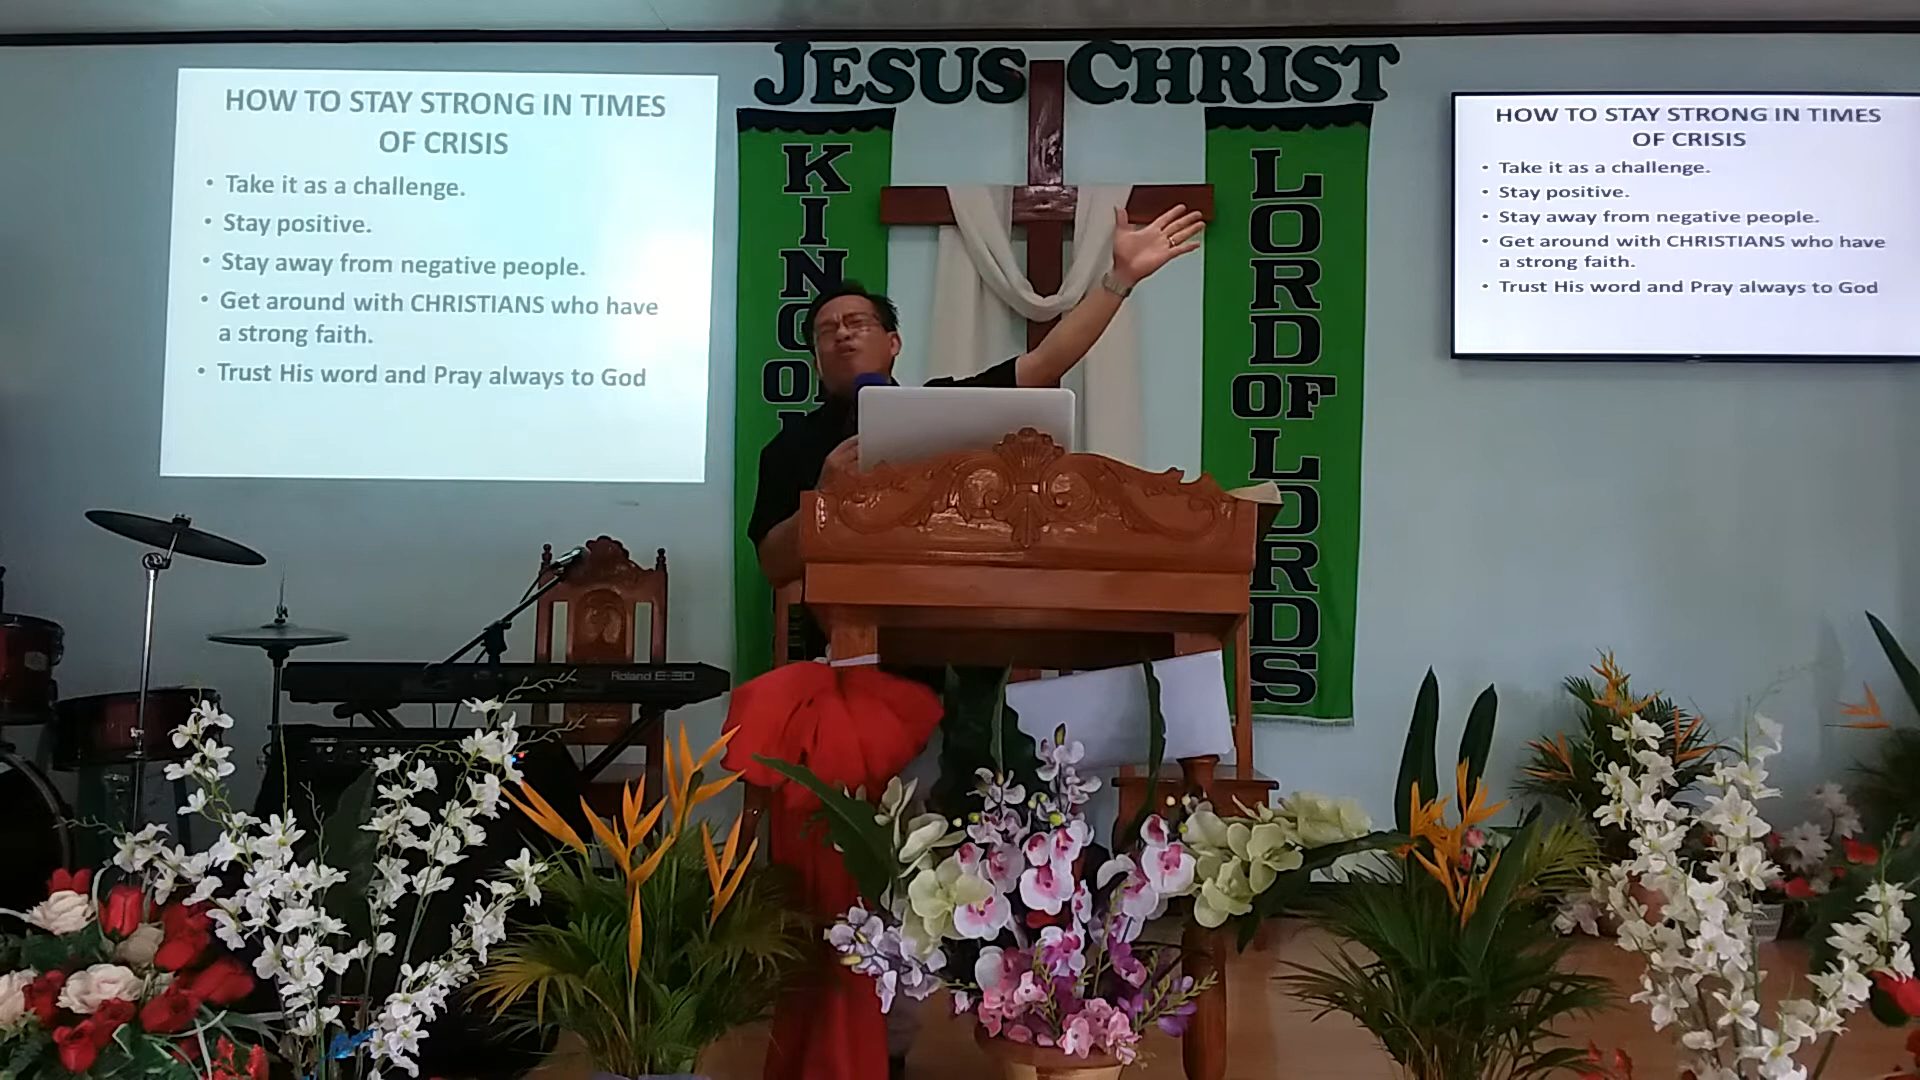 JESUS CHRIST
HOW TO STAY STRONG IN TIMES
OF CRISIS
• Take it as a challenge.
• Stay positive.
• Stay away from negative people.
• Get around with CHRISTIANS who have
a strong faith.
• Trust His word and Pray always to God
KING O
LORD OF LORDS
HOW TO STAY STRONG IN TIMES
OF CRISIS
• Take it as a challenge.
• Stay positive.
• Stay away from negative people.
• Get around with CHRISTIANS who have
a strong faith.
• Trust His word and Pray always to God
Roland E-30